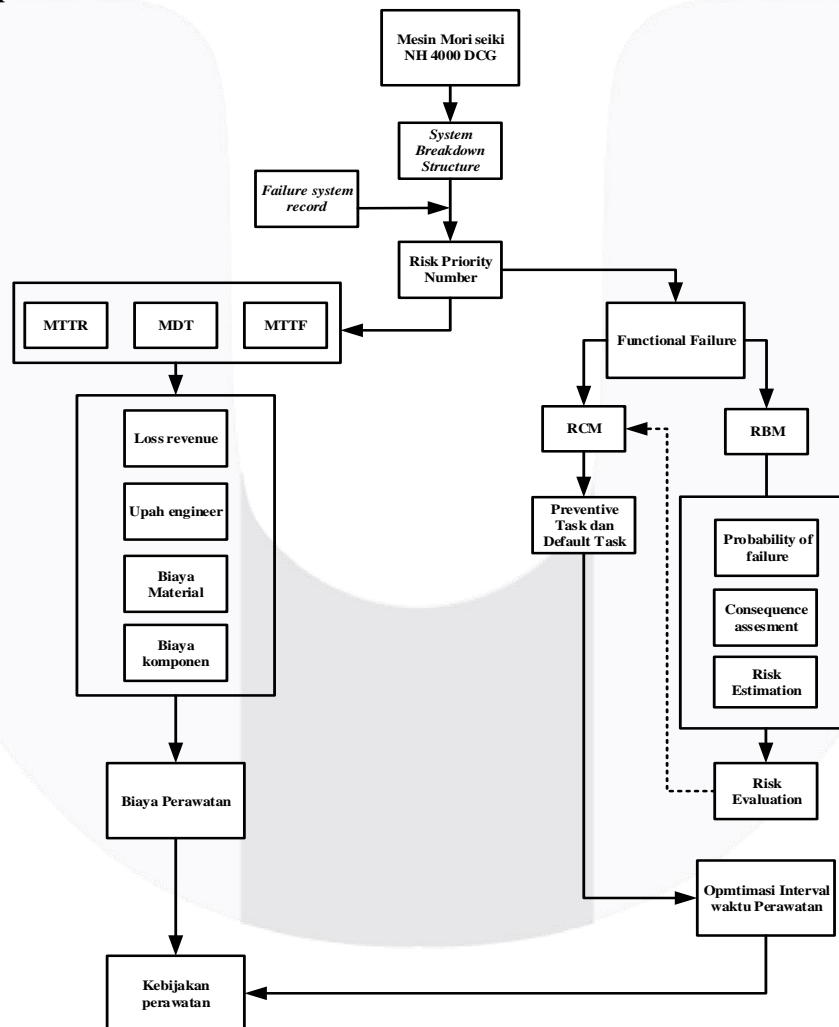 Mesin Mori seiki
NH 4000 DCG
System
Breakdown
Structure
Failure system
record
Risk Priority
Number
MTTR
MDT
MTTF
Functional Failure
RCM
RBM
Loss revenue
Upah engineer
Biaya
Material
Biaya
komponen
Preventive
Task dan
Default Task
Probability of
failure
Consequence
assesment
Risk
Estimation
Biaya Perawatan
Risk
Evaluation
Opmtimasi Interval
waktu Perawatan
Kebijakan
perawatan